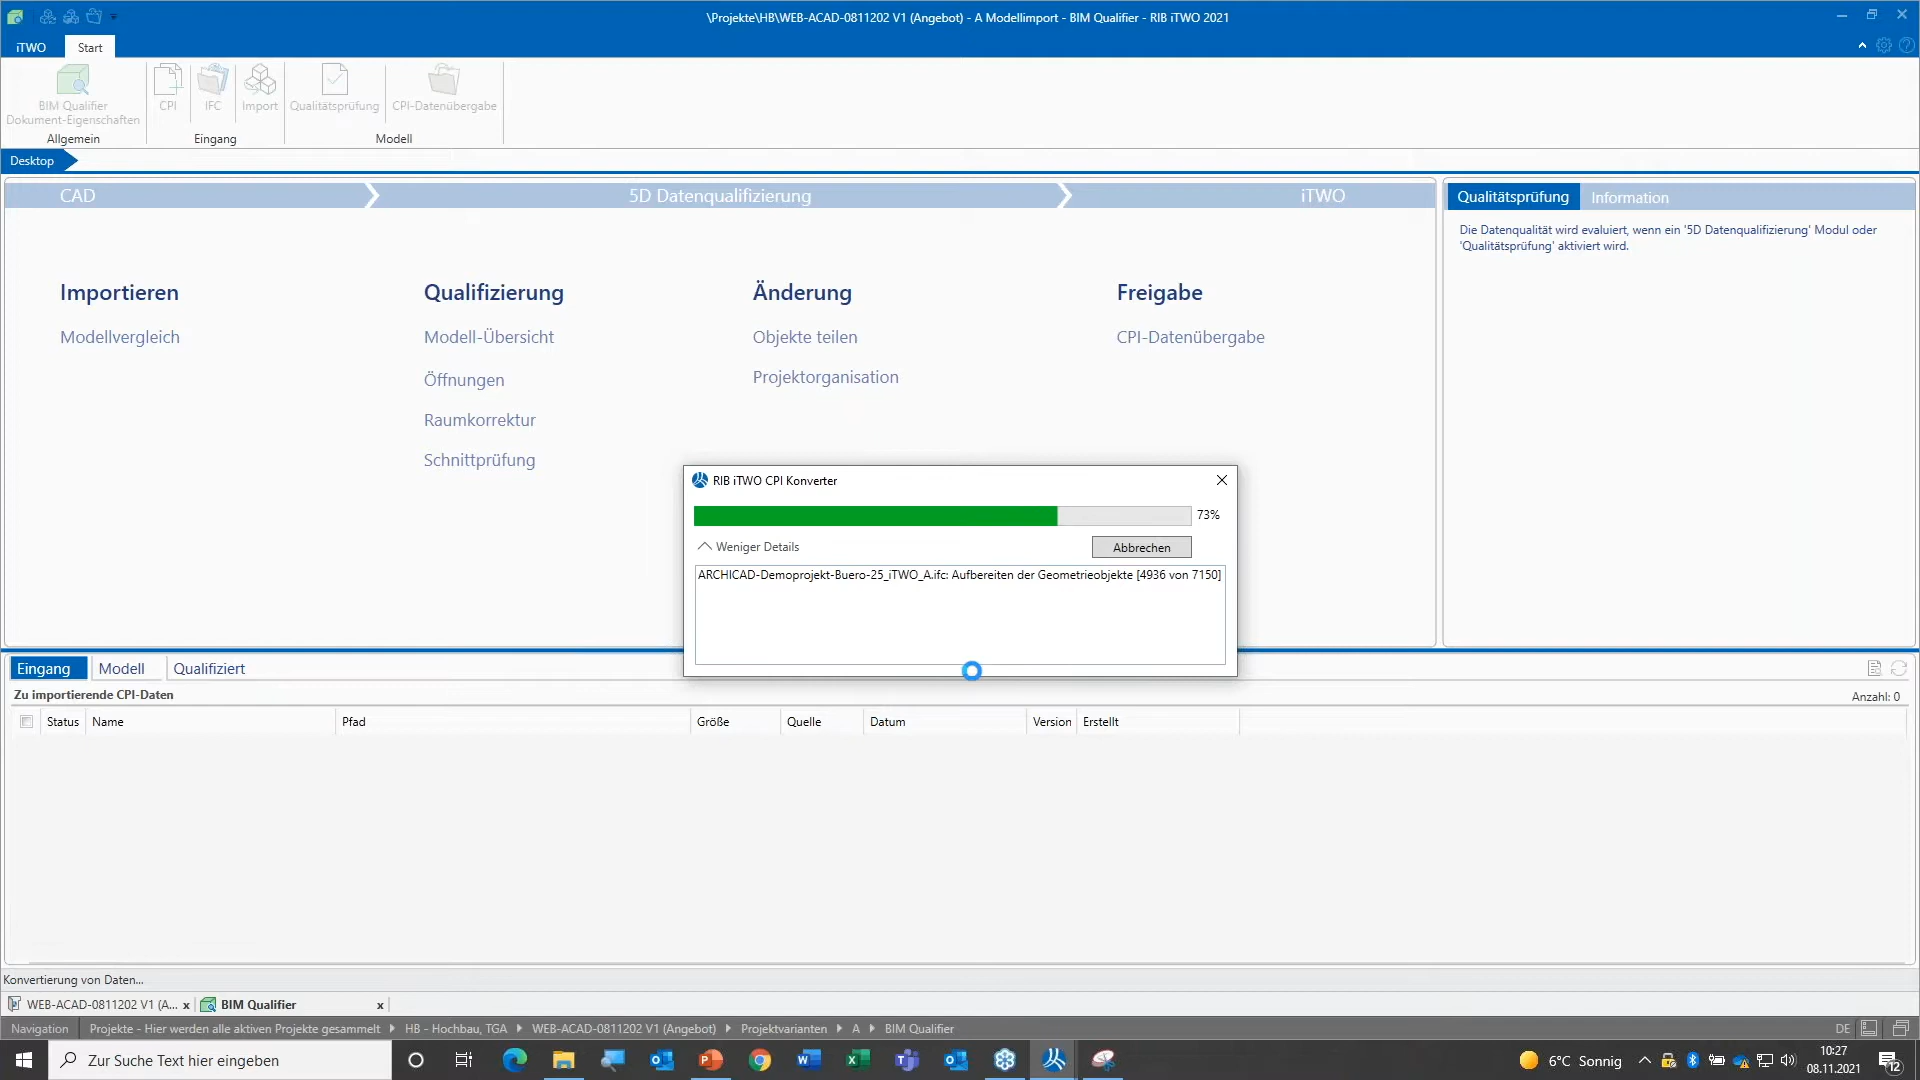 \Projekte\HB\WEB-ACAD-0811202 V1 (Angebot) - A Modellimport - BIM Qualifier - RIB iTWO 2021
iTWO
Start
BIM Qualifier
Dokument-Eigenschaften
CPI
IFC
Import
Qualitätsprüfung
CPI-Datenübergabe
Allgemein
Eingang
Modell
Desktop
CAD
5D Datenqualifizierung
iTWO
Importieren
Modellvergleich
Qualifizierung
Modell-Übersicht
Öffnungen
Raumkorrektur
Schnittprüfung
Änderung
Objekte teilen
Projektorganisation
Freigabe
CPI-Datenübergabe
Qualitätsprüfung
Information
Die Datenqualität wird evaluiert, wenn ein '5D Datenqualifizierung' Modul oder
'Qualitätsprüfung' aktiviert wird.
RIB iTWO CPI Konverter
73%
Weniger Details
Abbrechen
ARCHICAD-Demoprojekt-Buero-25_iTWO_A.ifc: Aufbereiten der Geometrieobjekte [4936 von 7150]
Eingang
Modell
Qualifiziert
Zu importierende CPI-Daten
Anzahl: 0
Status
Name
Pfad
Größe
Quelle
Datum
Version
Erstellt
Konvertierung von Daten...
WEB-ACAD-0811202 V1 (A... x
BIM Qualifier x
Navigation
Projekte - Hier werden alle aktiven Projekte gesammelt
HB - Hochbau, TGA
WEB-ACAD-0811202 V1 (Angebot)
Projektvarianten
A
BIM Qualifier
DE
Zur Suche Text hier eingeben
6°C Sonnig
10:27
08.11.2021
12